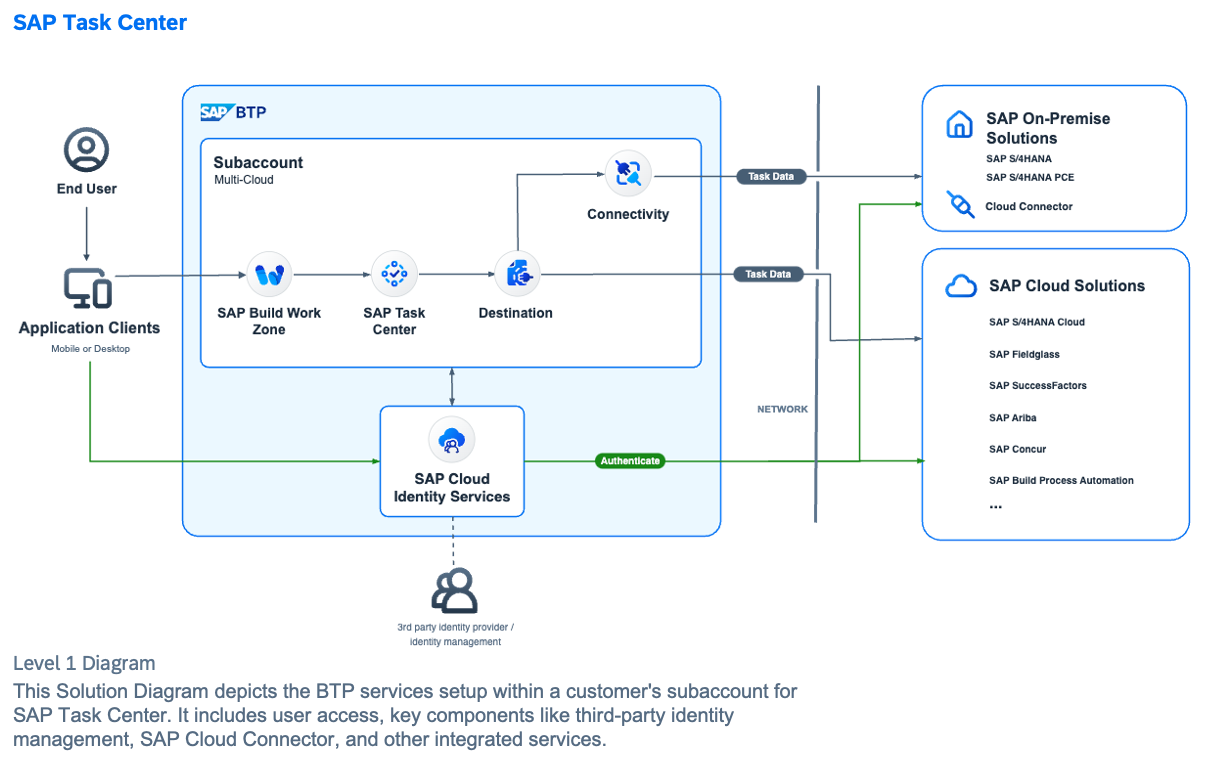 SAP Task Center
SAP BTP
End User
Application Clients
Mobile or Desktop
Subaccount
Multi-Cloud
Connectivity
SAP Build Work
Zone
SAP Task
Center
Destination
SAP Cloud
Identity Services
3rd party identity provider /
identity management
Task Data
Task Data
NETWORK
Authenticate
SAP On-Premise
Solutions
SAP S/4HANA
SAP S/4HANA PCE
Cloud Connector
SAP Cloud Solutions
SAP S/4HANA Cloud
SAP Fieldglass
SAP SuccessFactors
SAP Ariba
SAP Concur
SAP Build Process Automation
...
Level 1 Diagram
This Solution Diagram depicts the BTP services setup within a customer's subaccount for
SAP Task Center. It includes user access, key components like third-party identity
management, SAP Cloud Connector, and other integrated services.